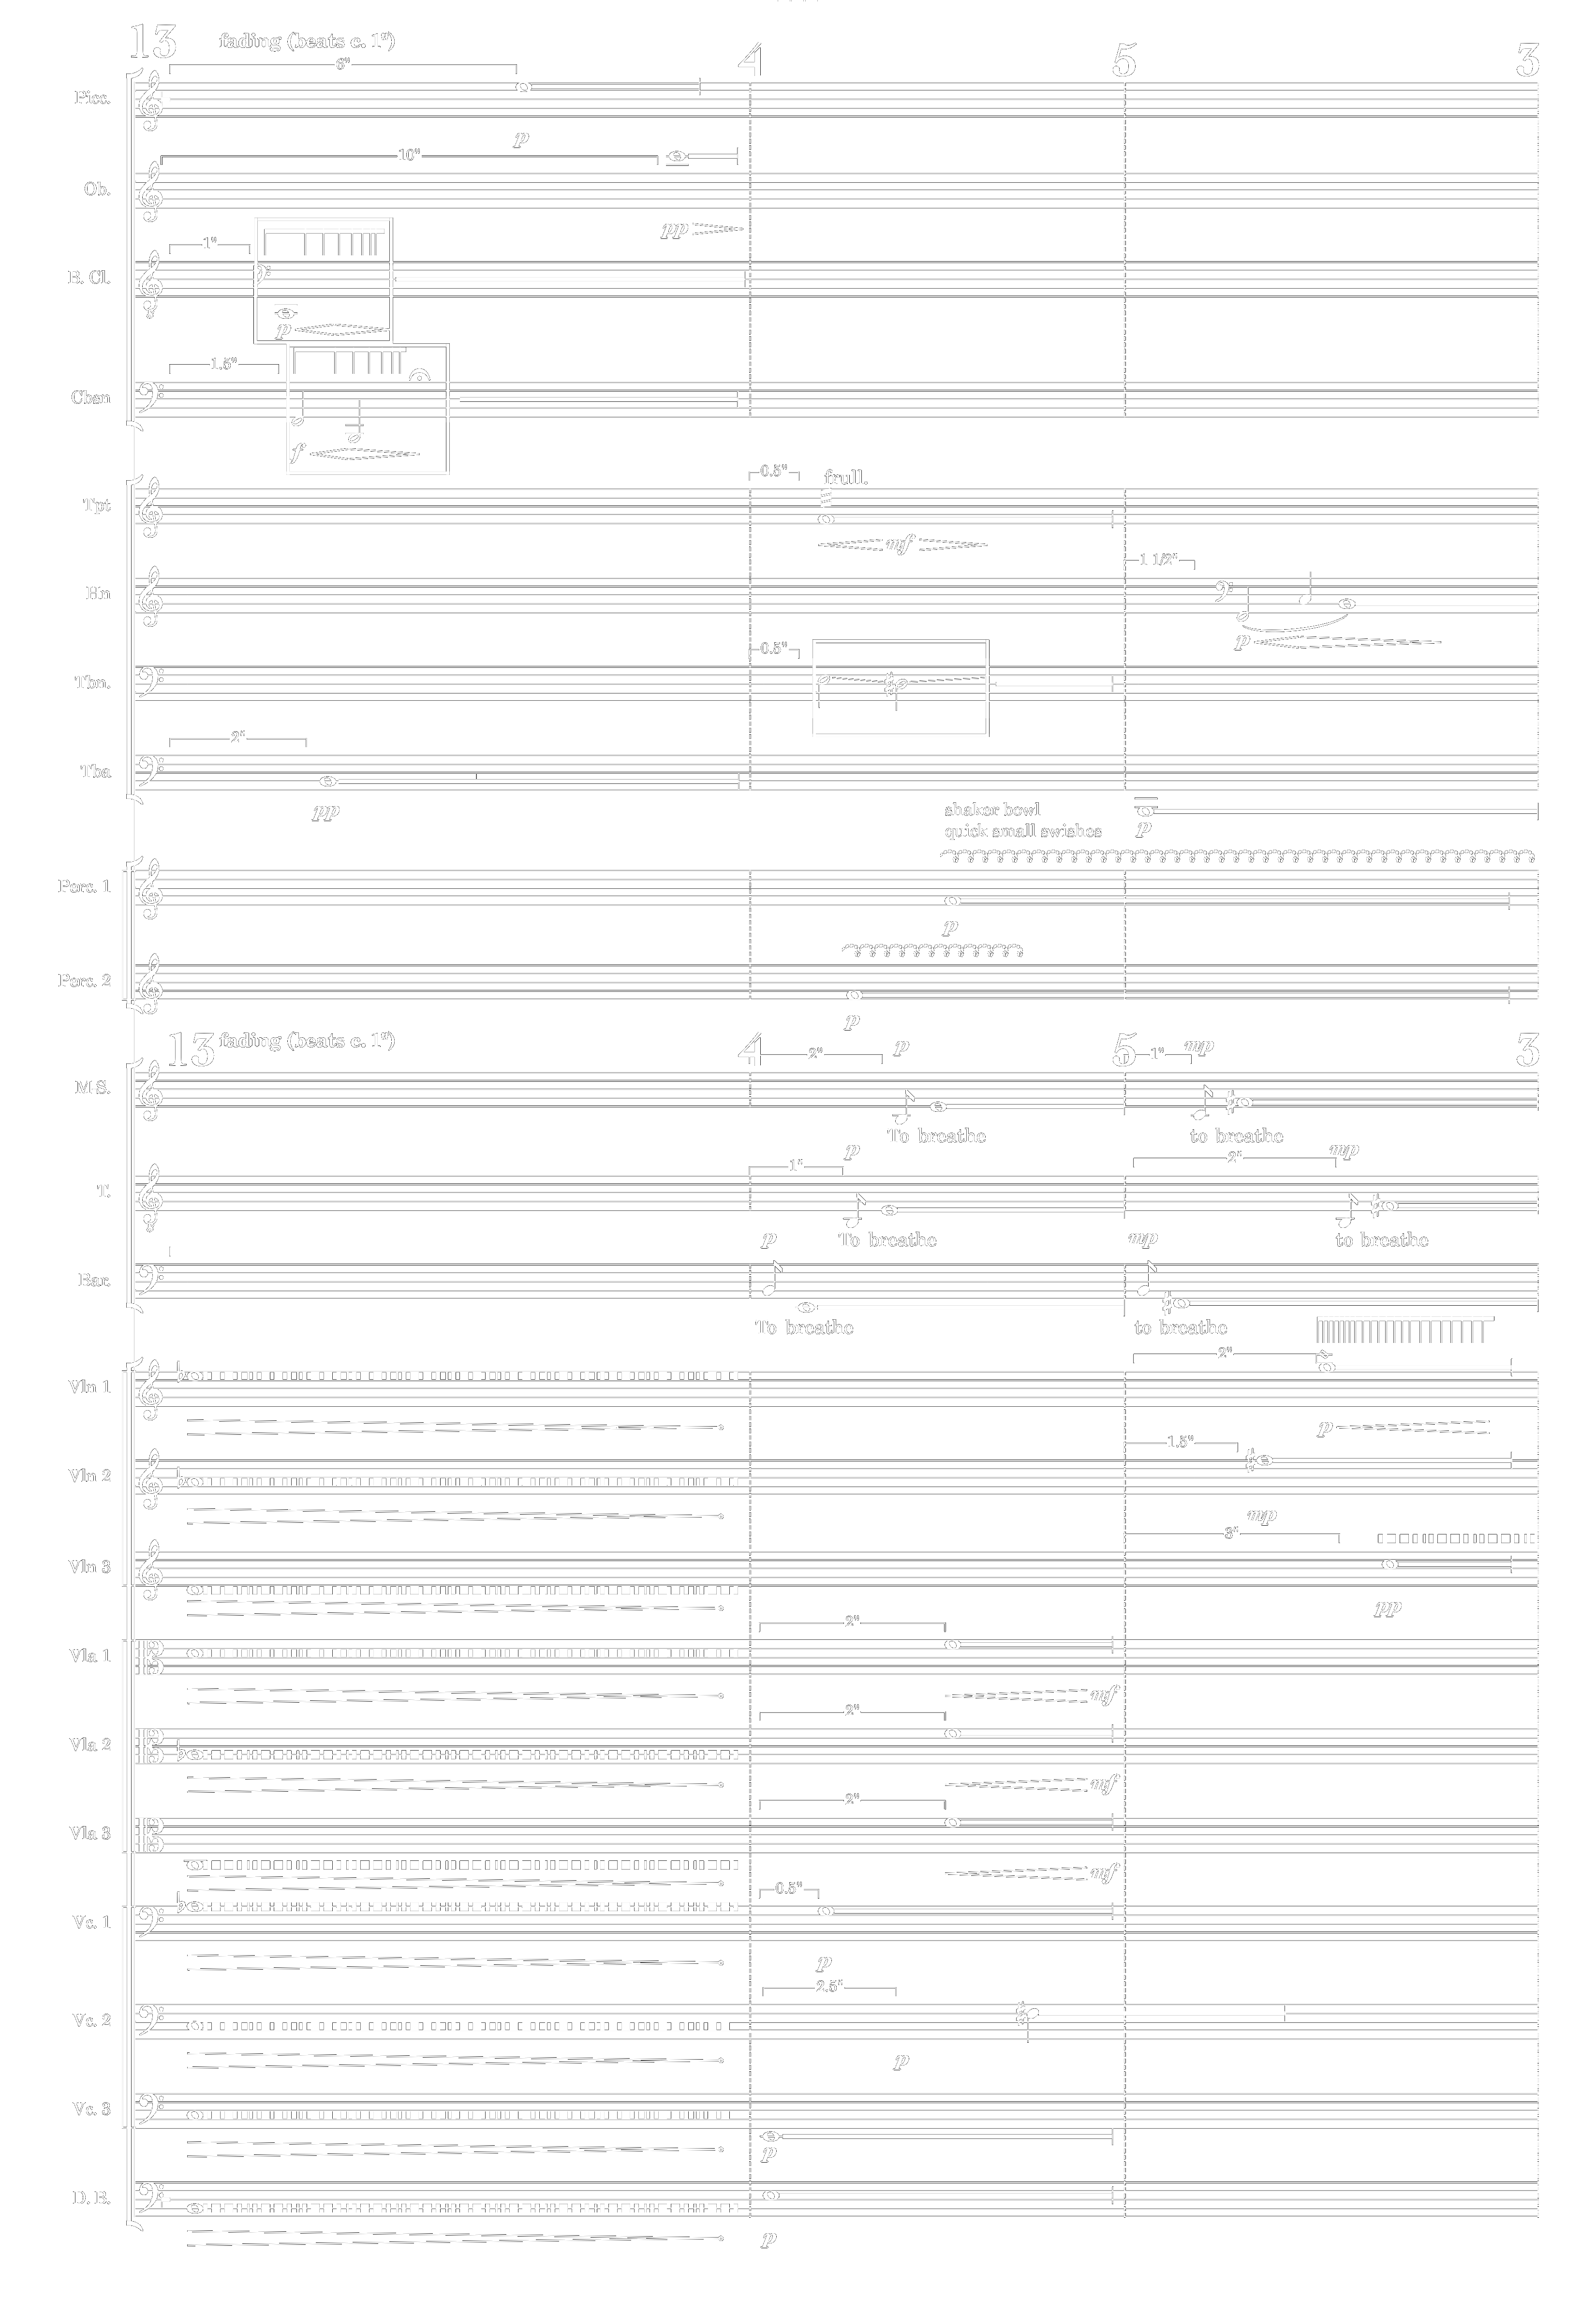 13 fading (beats c. 1") 4 5 3
8"
Picc.
p
10"
Ob.
pp
1"
B. Cl.
p
1.5"
Cbsn
f
0.5" frull.
Tpt
mf
1 1/2"
Hn
p
0.5"
Tbn.
2"
Tba
pp
shaker bowl
quick small swishes
p
Perc. 1
p
Perc. 2
p
13 fading (beats c. 1") 4 2" p 5 1" mp 3
M.S.
To breathe to breathe
1" p 2" mp
T.
To breathe to breathe
p mp
Bar.
To breathe to breathe
2"
Vln 1
p
1.5"
Vln 2
mp
3"
Vln 3
pp
2"
Vla 1
mf
2"
Vla 2
mf
2"
Vla 3
mf
0.5"
Vc. 1
p
2.5"
Vc. 2
p
Vc. 3
p
D. B.
p